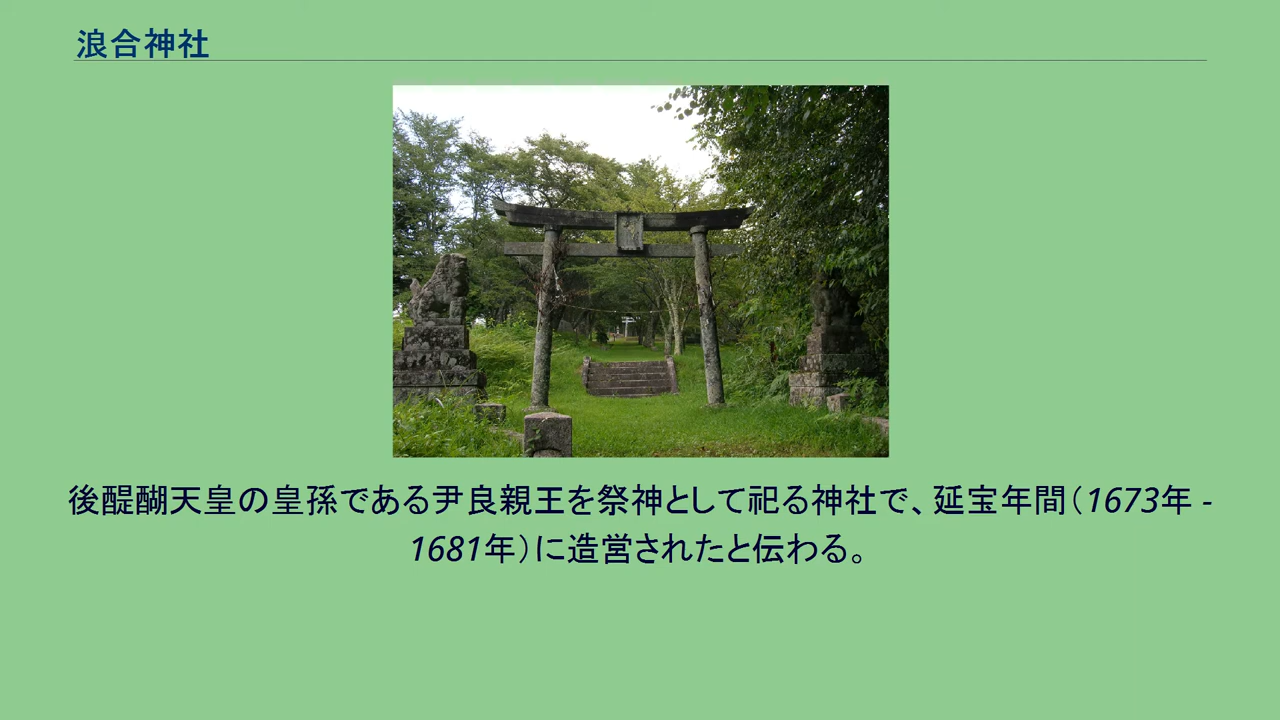 浪合神社
後醍醐天皇の皇孫である尹良親王を祭神として祀る神社で、延宝年間（1673年 -
1681年）に造営されたと伝わる。